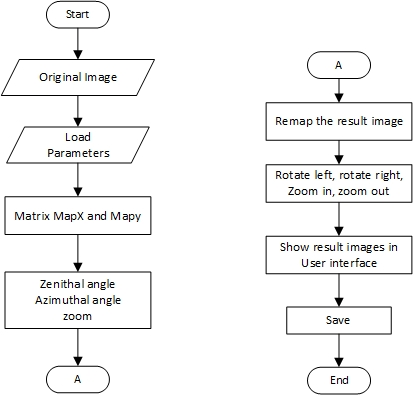 Start
Original Image
Load
Parameters
Matrix MapX and Mapy
Zenithal angle
Azimuthal angle
zoom
A
A
Remap the result image
Rotate left, rotate right,
Zoom in, zoom out
Show result images in
User interface
Save
End